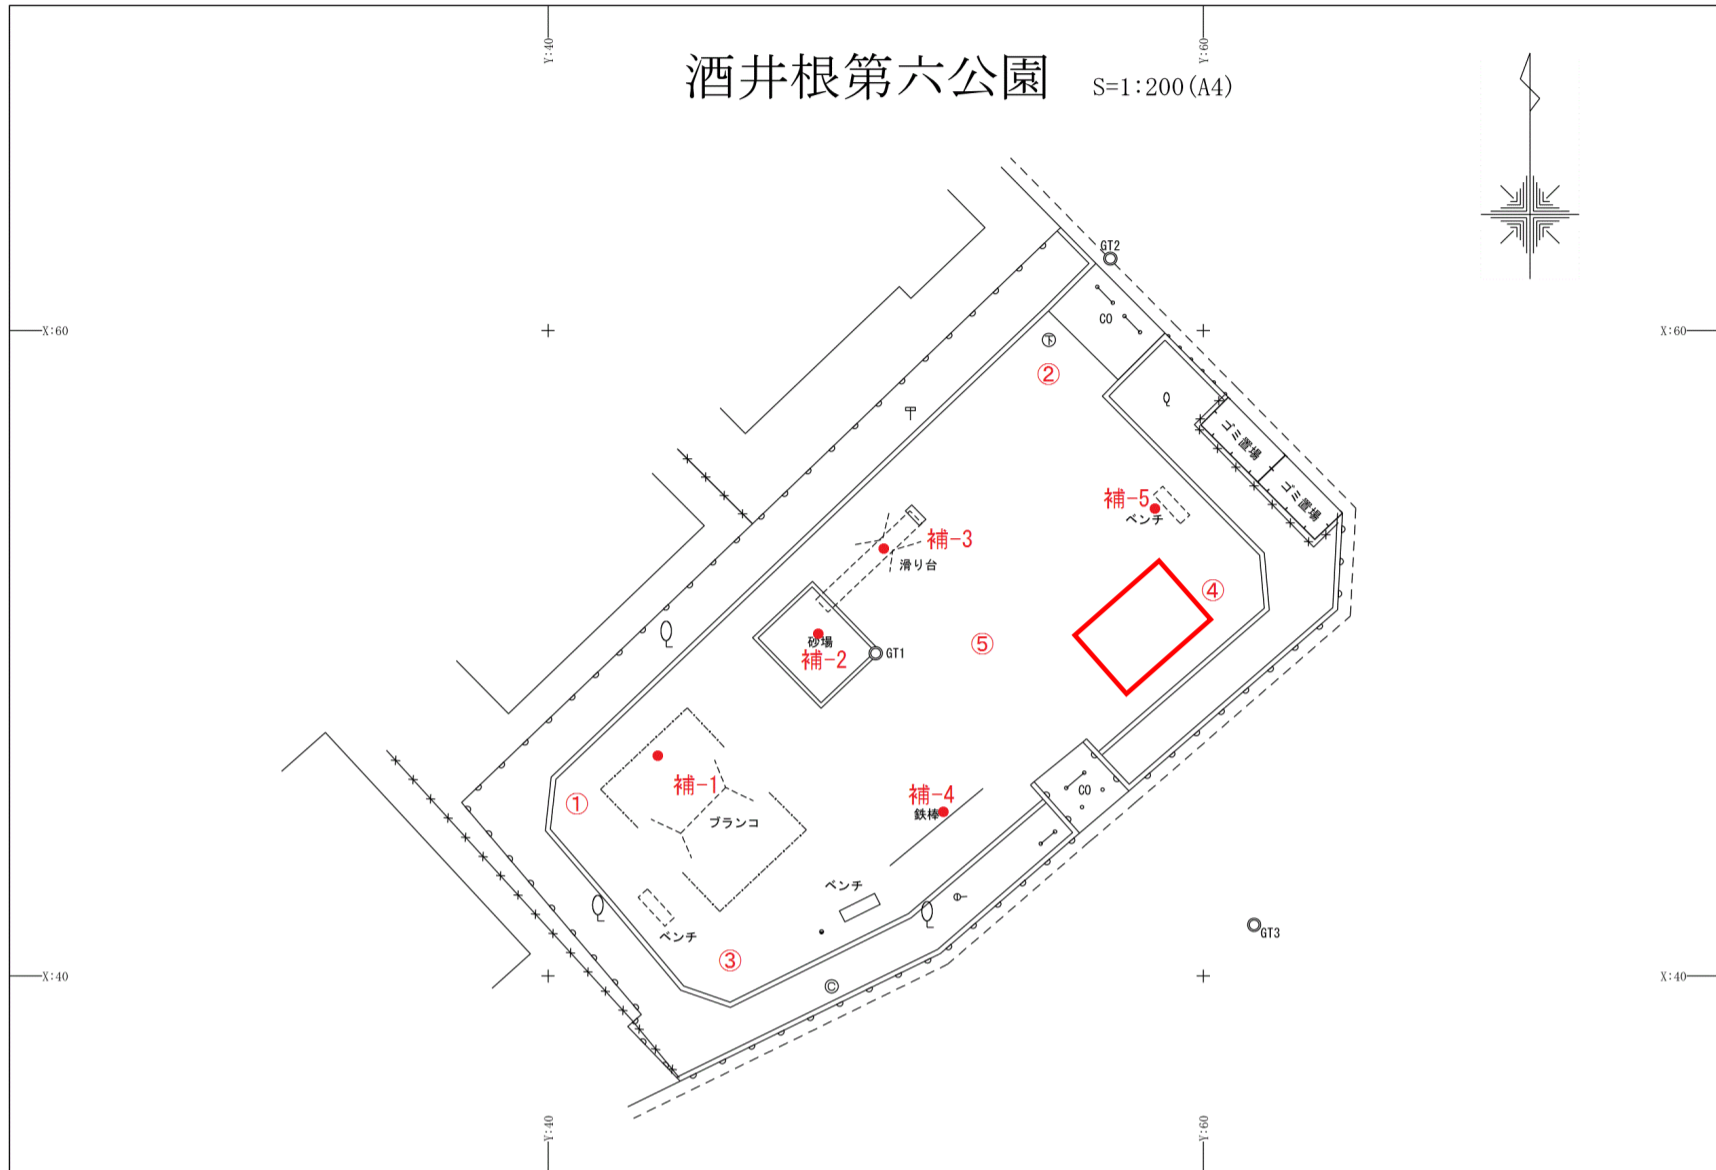 Y:40
Y:60
酒井根第六公園 S=1:200(A4)
GT2
X:60
CO
X:60
下
②
Q
ゴミ置場
ゴミ置場
補-5
ベンチ
補-3
滑り台
④
砂場
⑤
補-2
GT1
補-1
①
補-4
CO
鉄棒
ブランコ
ベンチ
ベンチ
GT3
③
X:40
X:40
C
Y:40
Y:60